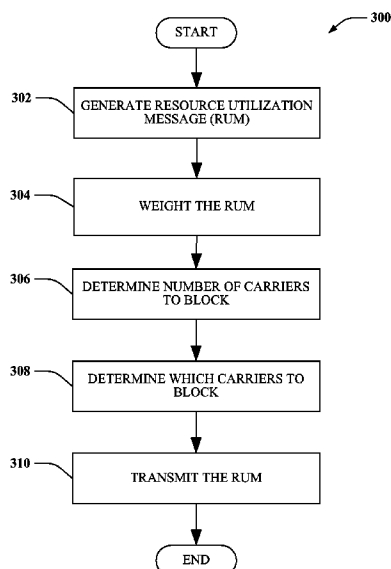 300
START
302
GENERATE RESOURCE UTILIZATION
MESSAGE (RUM)
304
WEIGHT THE RUM
306
DETERMINE NUMBER OF CARRIERS
TO BLOCK
308
DETERMINE WHICH CARRIERS TO
BLOCK
310
TRANSMIT THE RUM
END